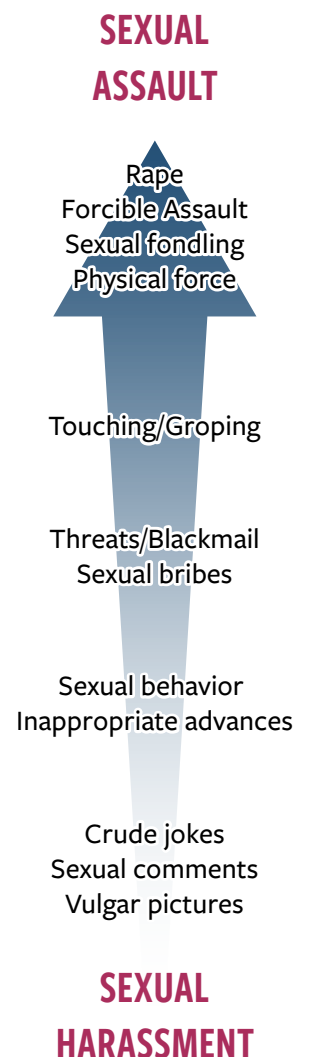 SEXUAL
ASSAULT
Rape
Forcible Assault
Sexual fondling
Physical force
Touching/Groping
Threats/Blackmail
Sexual bribes
Sexual behavior
Inappropriate advances
Crude jokes
Sexual comments
Vulgar pictures
SEXUAL
HARASSMENT